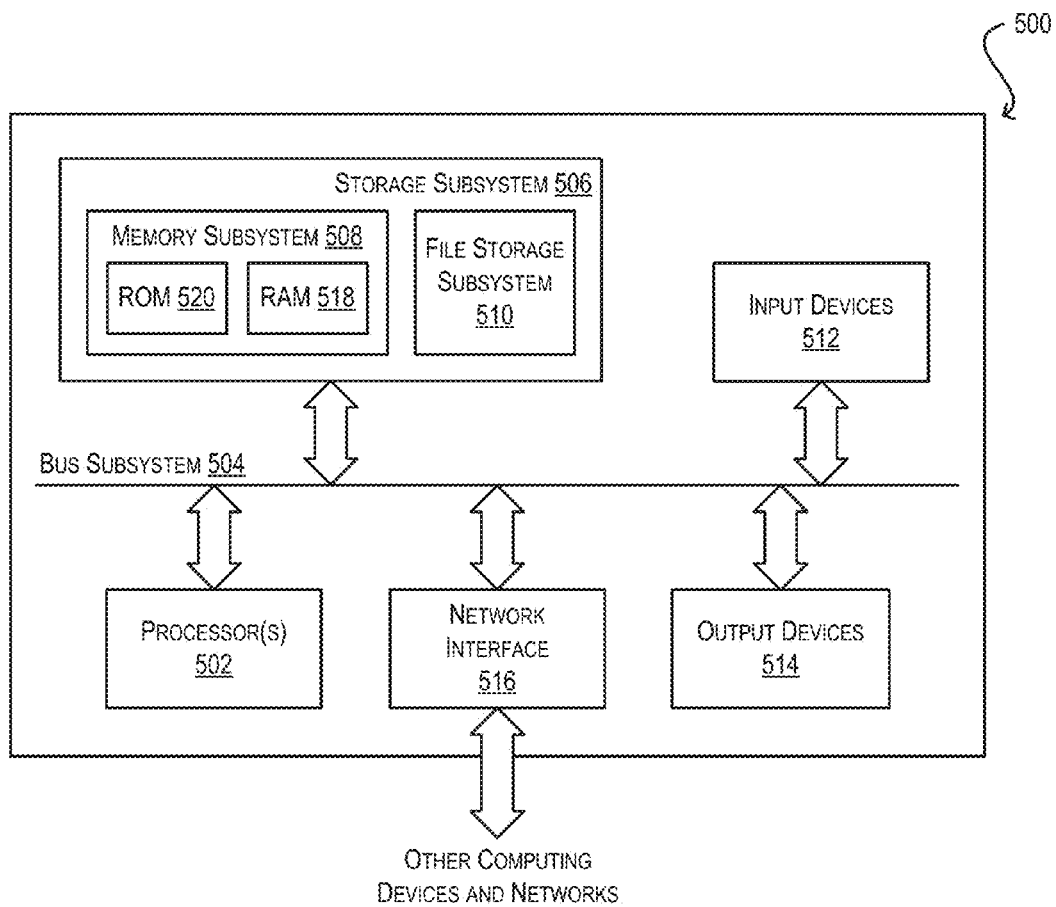 500
STORAGE SUBSYSTEM 506
MEMORY SUBSYSTEM 508
ROM 520
RAM 518
FILE STORAGE
SUBSYSTEM
510
INPUT DEVICES
512
BUS SUBSYSTEM 504
PROCESSOR(S)
502
NETWORK
INTERFACE
516
OUTPUT DEVICES
514
OTHER COMPUTING
DEVICES AND NETWORKS